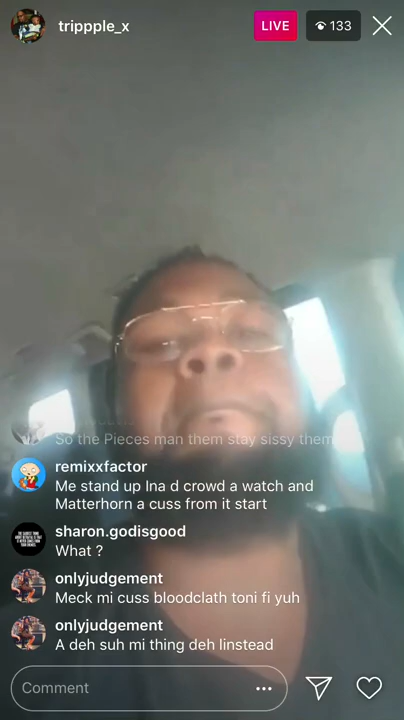 trippple_x
LIVE
133
So the Pieces man them stay sissy them
remixxfactor
Me stand up Ina d crowd a watch and
Matterhorn a cuss from it start
sharon.godisgood
What ?
onlyjudgement
Meck mi cuss bloodclath toni fi yuh
onlyjudgement
A deh suh mi thing deh linstead
Comment